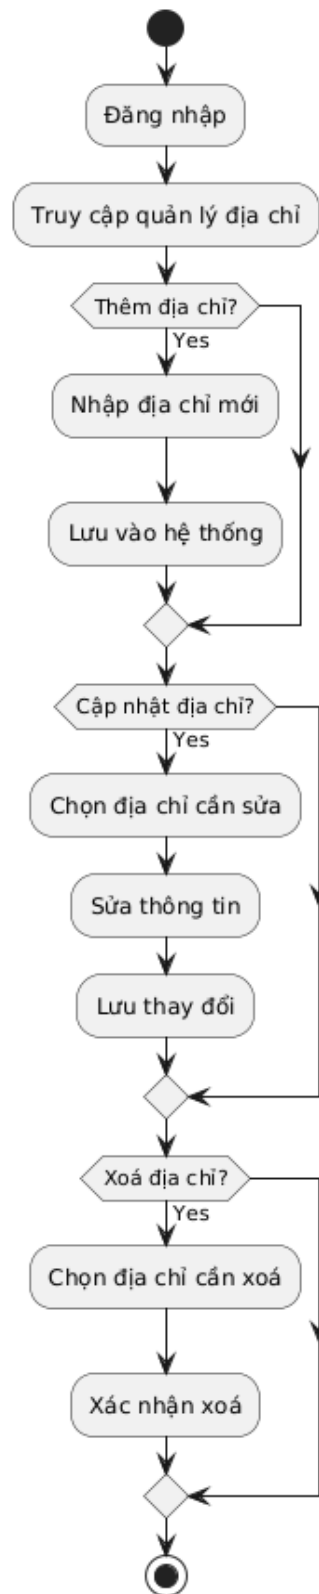 Đăng nhập
Truy cập quản lý địa chỉ
Thêm địa chỉ?
Yes
Nhập địa chỉ mới
Lưu vào hệ thống
Cập nhật địa chỉ?
Yes
Chọn địa chỉ cần sửa
Sửa thông tin
Lưu thay đổi
Xoá địa chỉ?
Yes
Chọn địa chỉ cần xoá
Xác nhận xoá